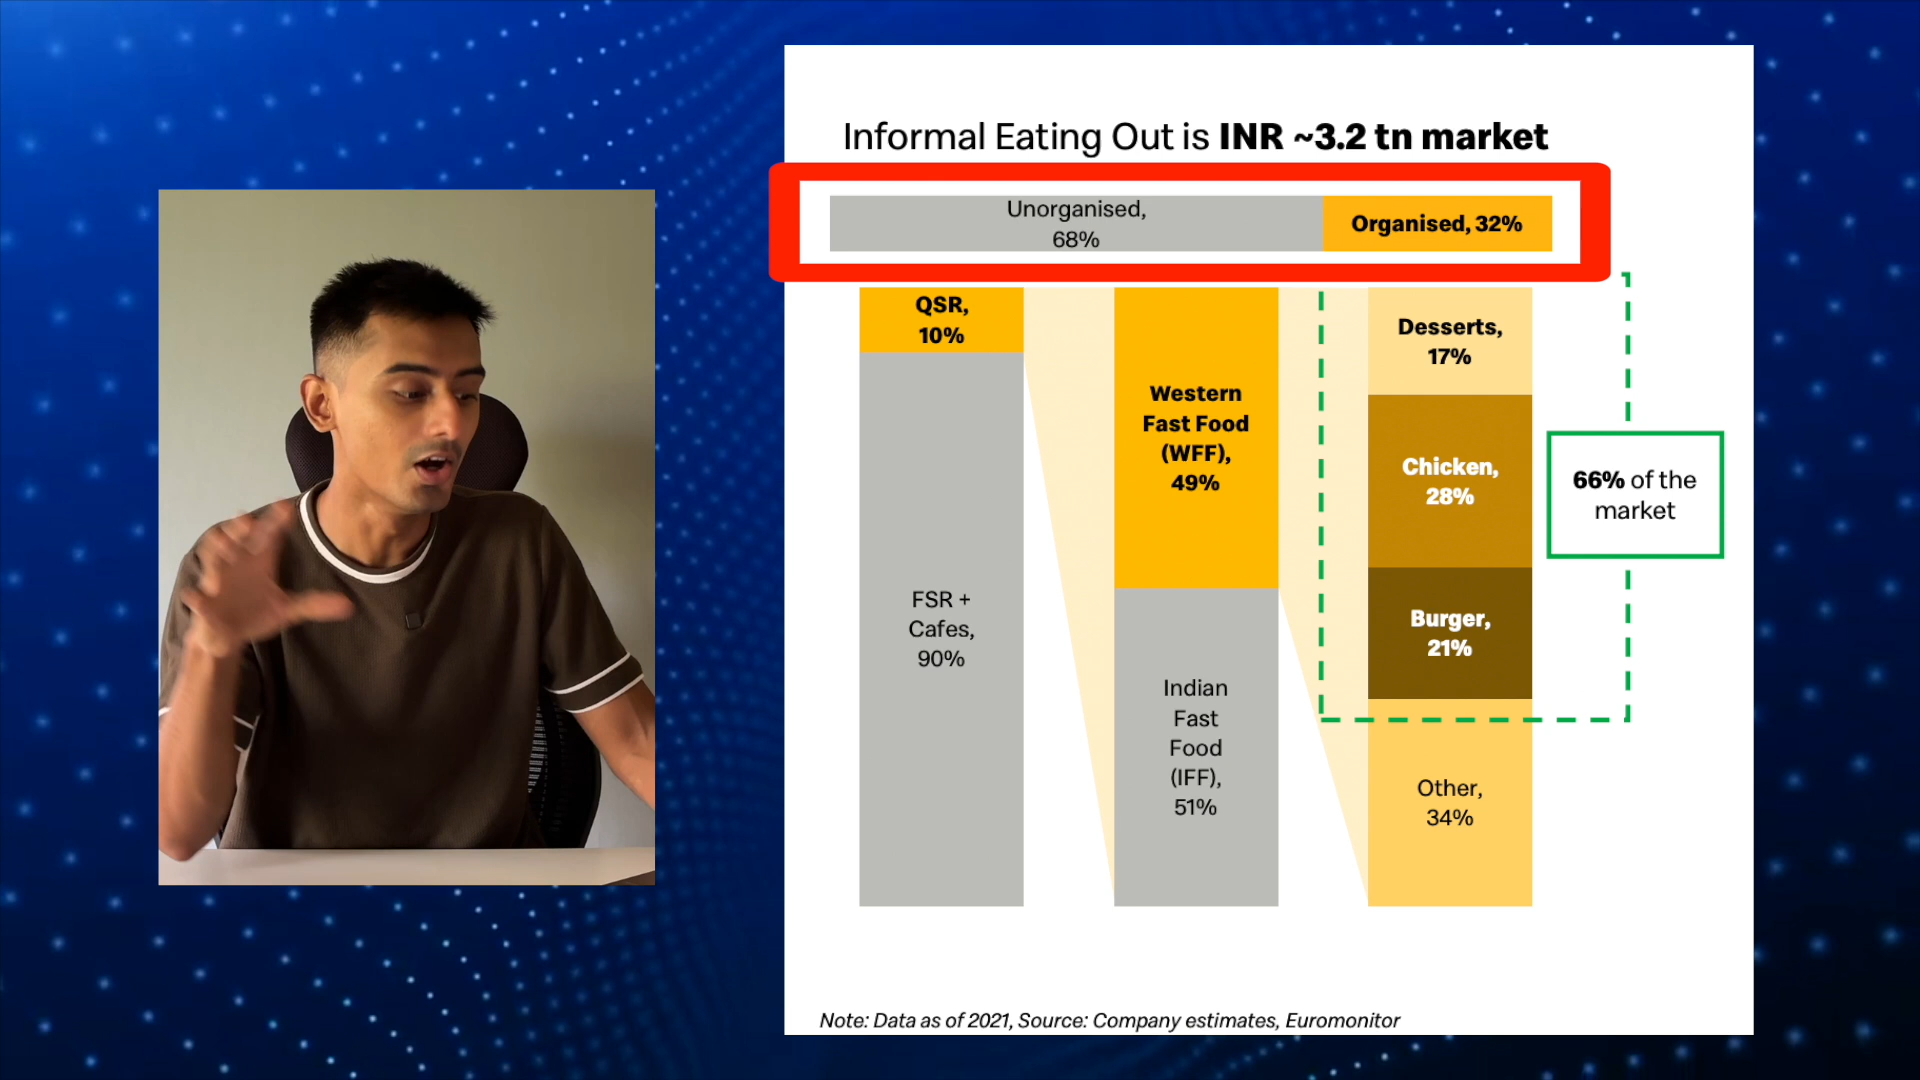 Informal Eating Out is INR ~3.2 tn market
Unorganised,
68%
Organised, 32%
QSR,
10%
FSR +
Cafes,
90%
Western
Fast Food
(WFF),
49%
Indian
Fast
Food
(IFF),
51%
Desserts,
17%
Chicken,
28%
Burger,
21%
Other,
34%
66% of the
market
Note: Data as of 2021, Source: Company estimates, Euromonitor